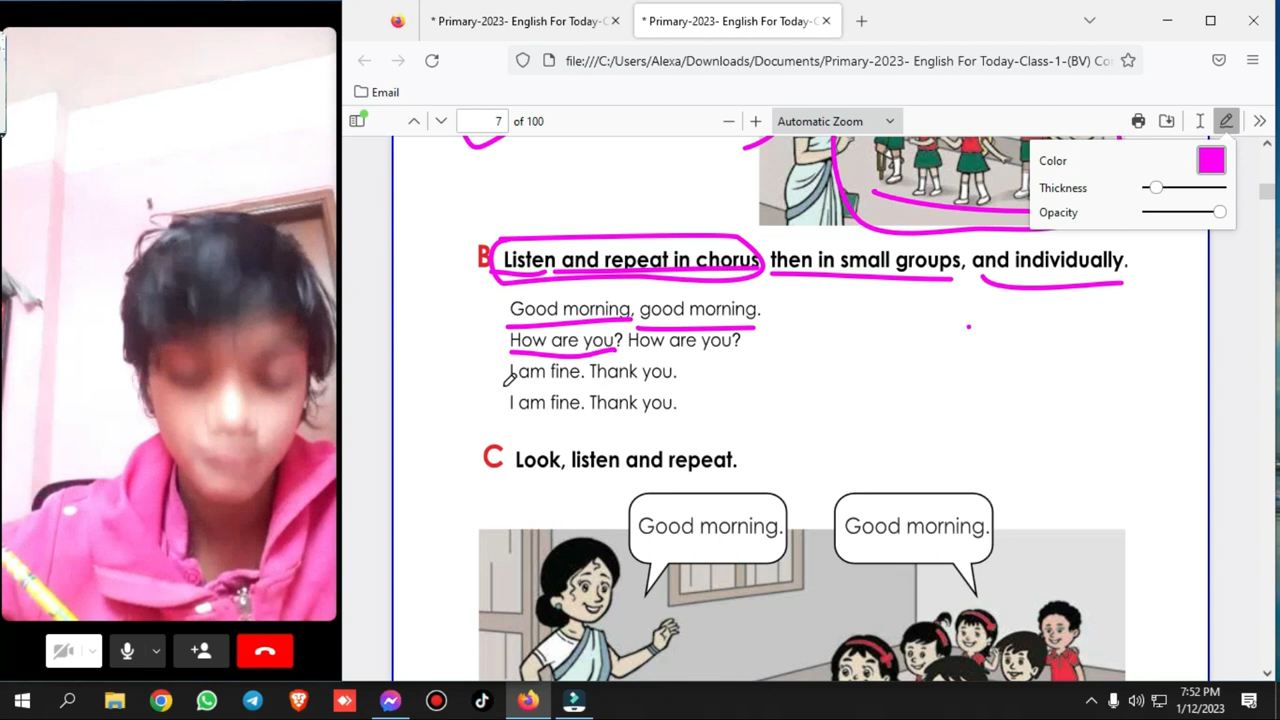 * Primary-2023- English For Today-C
* Primary-2023- English For Today-C
file:///C:/Users/Alexa/Downloads/Documents/Primary-2023- English For Today-Class-1-(BV) Co
Email
7 of 100
Automatic Zoom
Color
Thickness
Opacity
B Listen and repeat in chorus, then in small groups, and individually.
Good morning, good morning.
How are you? How are you?
I am fine. Thank you.
I am fine. Thank you.
C Look, listen and repeat.
Good morning.
Good morning.
7:52 PM
1/12/2023